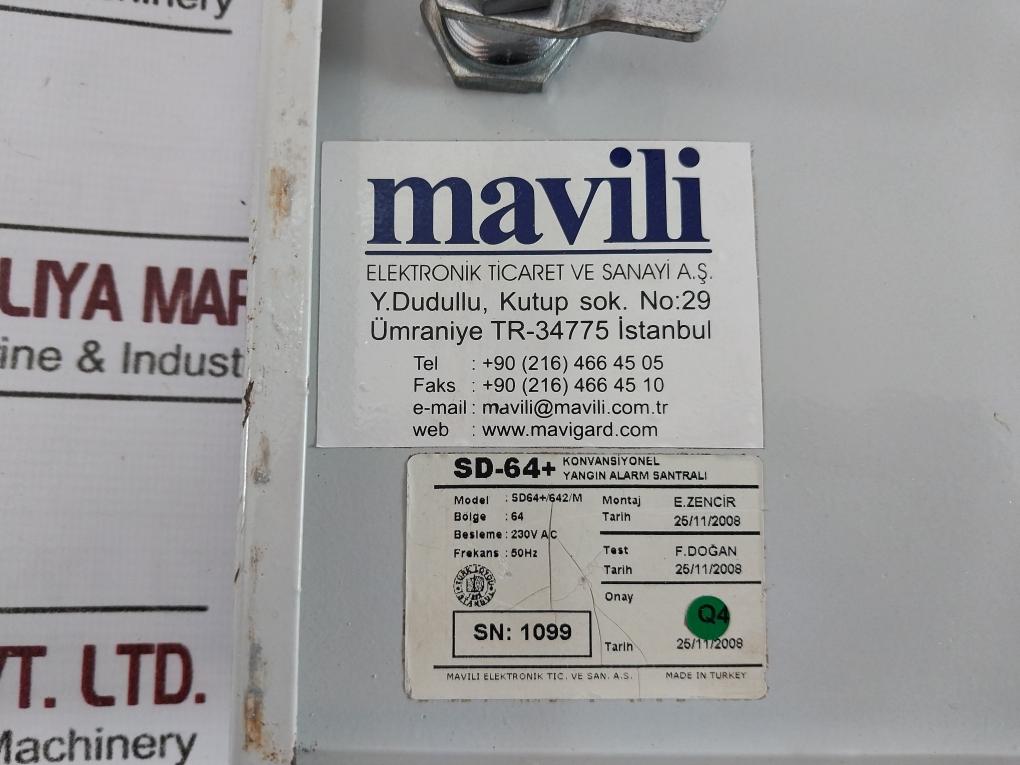 chinery
LIYA MAR
ine & Indust
VT. LTD.
Machinery
mavili
ELEKTRONİK TİCARET VE SANAYİ A.Ş.
Y.Dudullu, Kutup sok. No:29
Ümraniye TR-34775 İstanbul
Tel : +90 (216) 466 45 05
Faks : +90 (216) 466 45 10
e-mail : mavili@mavili.com.tr
web : www.mavigard.com
SD-64+ KONVANSİYONEL
YANGIN ALARM SANTRALI
Model : SD64+/642/M
Bölge : 64
Besleme : 230V AC
Frekans : 50Hz
SN: 1099
Montaj E.ZENCİR
Tarih 25/11/2008
Test F.DOĞAN
Tarih 25/11/2008
Onay
Q4
Tarih 25/11/2008
MAVILI ELEKTRONIK TIC. VE SAN. A.S. MADE IN TURKEY